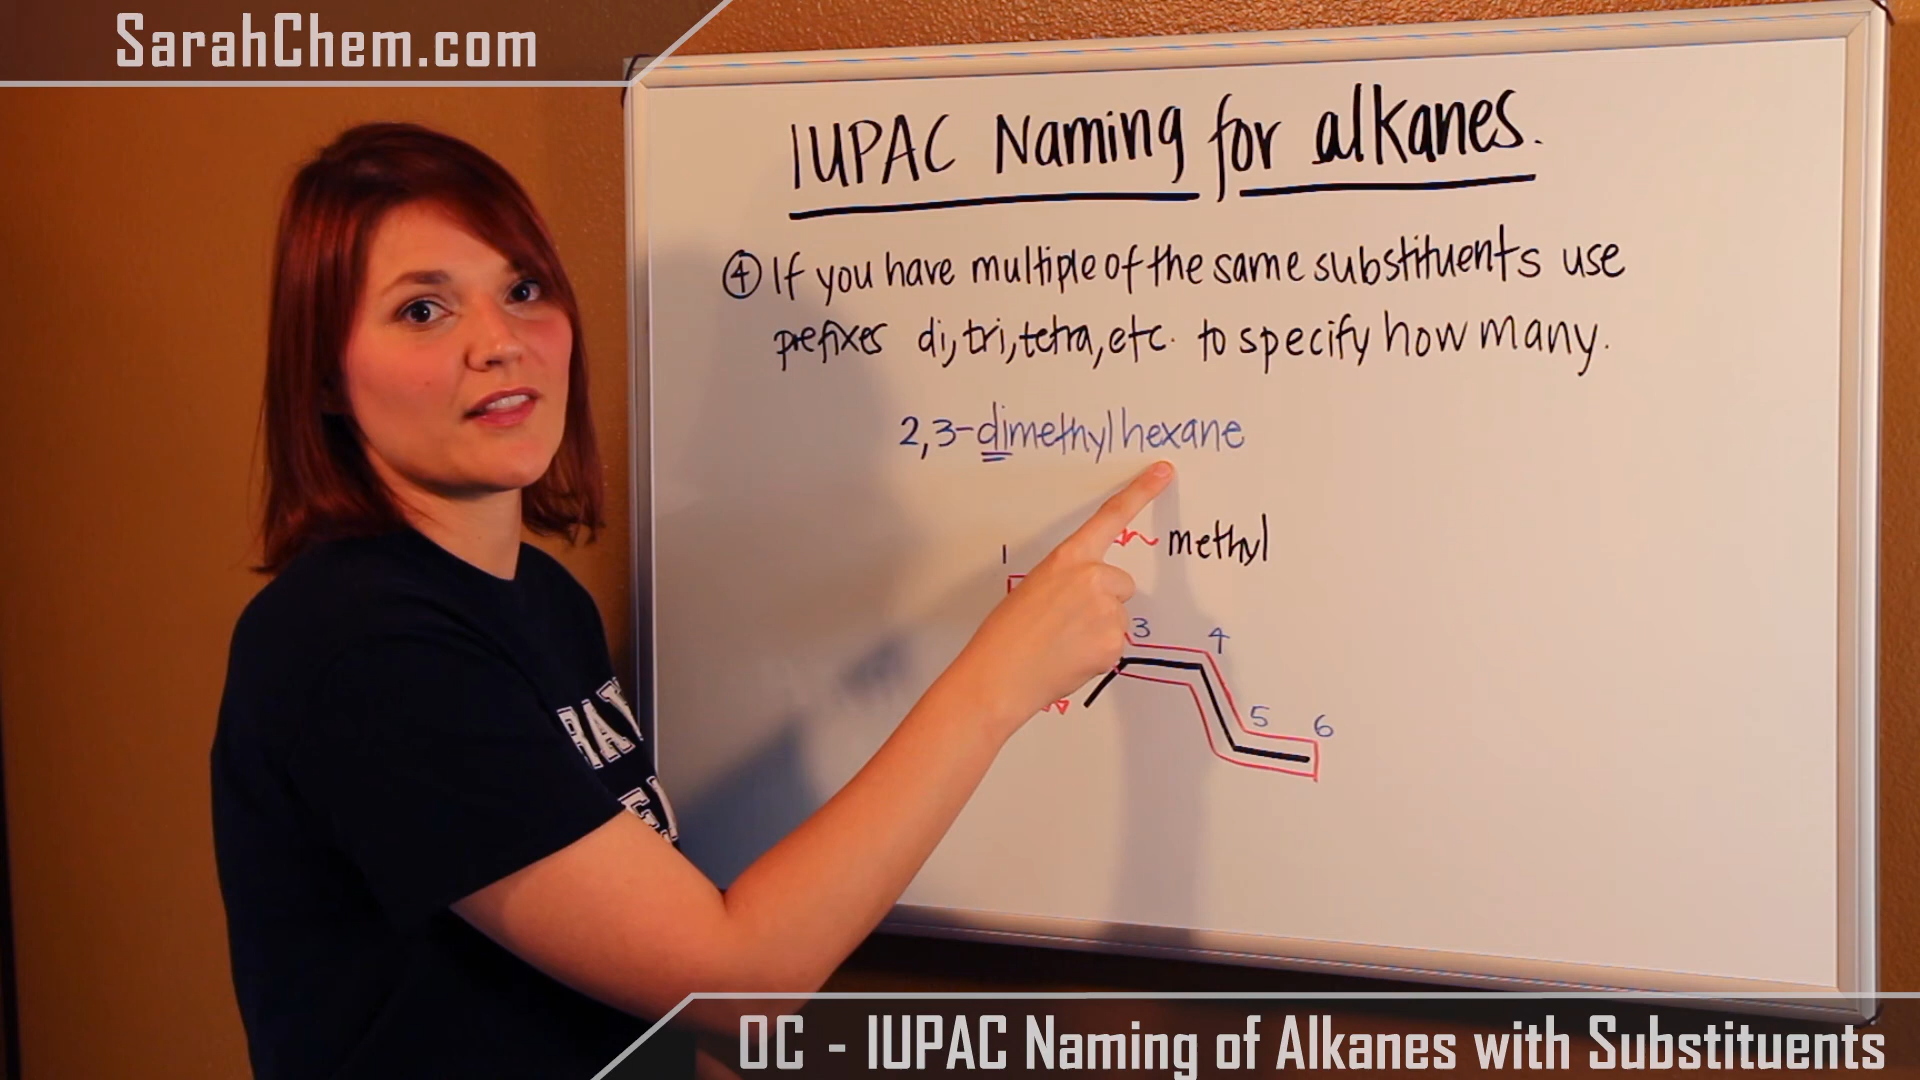 SarahChem.com
IUPAC Naming for alkanes.
④ If you have multiple of the same substituents use
prefixes di, tri, tetra, etc. to specify how many.
2,3-dimethylhexane
methyl
1
3
4
5
6
OC - IUPAC Naming of Alkanes with Substituents